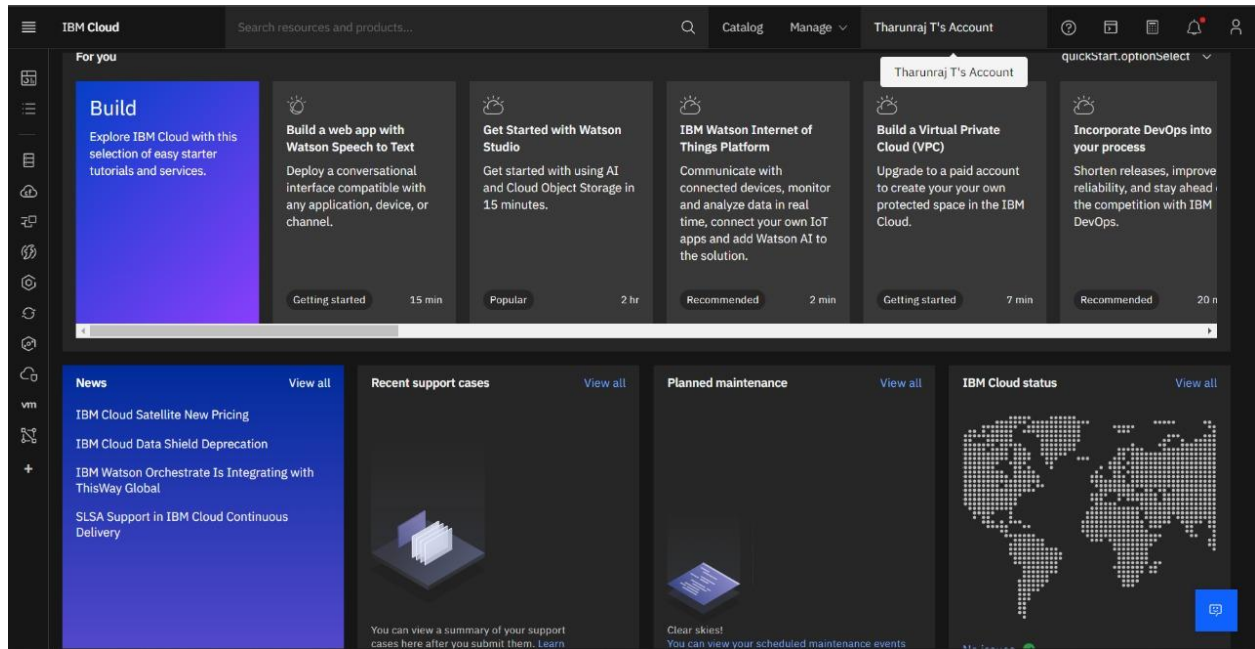 IBM Cloud
Search resources and products...
Catalog
Manage
Tharunraj T's Account
For you
Tharunraj T's Account
quickStart.optionSelect
Build
Explore IBM Cloud with this
selection of easy starter
tutorials and services.
Build a web app with
Watson Speech to Text
Deploy a conversational
interface compatible with
any application, device, or
channel.
Getting started
15 min
Get Started with Watson
Studio
Get started with using AI
and Cloud Object Storage in
15 minutes.
Popular
2 hr
IBM Watson Internet of
Things Platform
Communicate with
connected devices, monitor
and analyze data in real
time, connect your own IoT
apps and add Watson AI to
the solution.
Recommended
2 min
Build a Virtual Private
Cloud (VPC)
Upgrade to a paid account
to create your your own
protected space in the IBM
Cloud.
Getting started
7 min
Incorporate DevOps into
your process
Shorten releases, improve
reliability, and stay ahead
the competition with IBM
DevOps.
Recommended
20
vm
News
View all
IBM Cloud Satellite New Pricing
IBM Cloud Data Shield Deprecation
IBM Watson Orchestrate Is Integrating with
ThisWay Global
SLSA Support in IBM Cloud Continuous
Delivery
Recent support cases
View all
You can view a summary of your support
cases here after you submit them. Learn
Planned maintenance
View all
Clear skies!
You can view your scheduled maintenance events
IBM Cloud status
View all
No issues